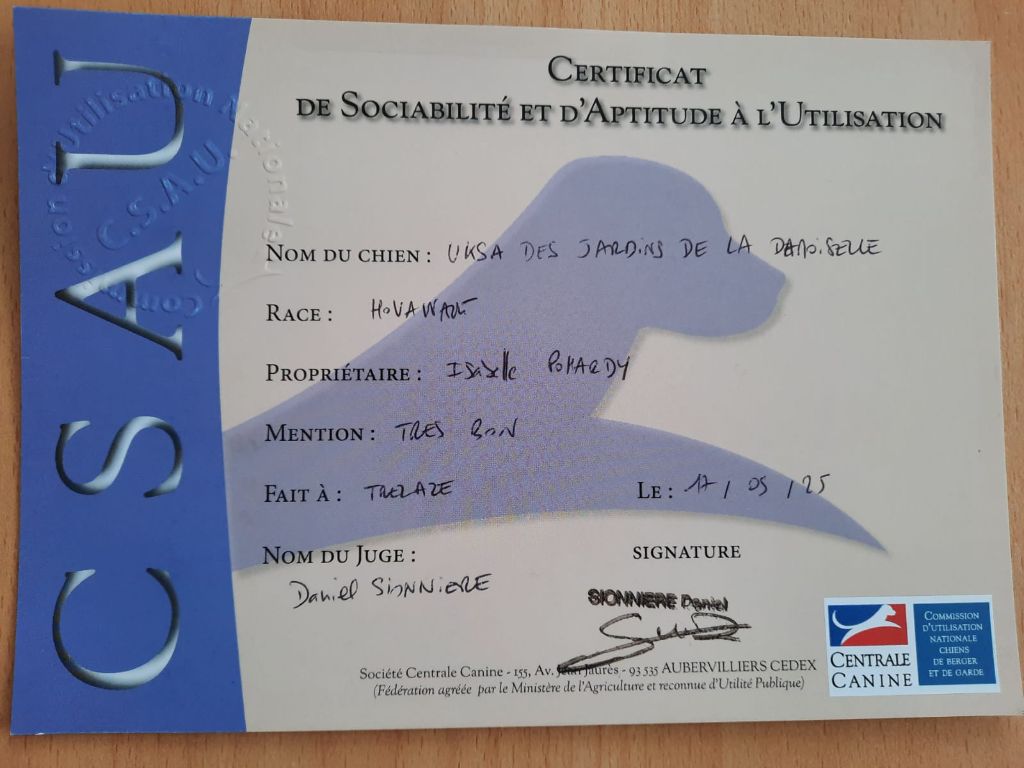 CSAU
Commission d'Utilisation Nationale
C.S.A.U.
CERTIFICAT
DE SOCIABILITÉ ET D'APTITUDE À L'UTILISATION
NOM DU CHIEN : UKSA DES JARDINS DE LA DAMOISELLE
RACE : HOVAWART
PROPRIÉTAIRE : Isabelle POHARDY
MENTION : TRES BON
FAIT À : TRELAZE
LE : 17 / 05 / 25
NOM DU JUGE :
Daniel SIONNIERE
SIGNATURE
SIONNIERE Daniel
Société Centrale Canine - 155, Av. Jean Jaurès - 93 535 AUBERVILLIERS CEDEX
(Fédération agréée par le Ministère de l'Agriculture et reconnue d'Utilité Publique)
CENTRALE
CANINE
COMMISSION
D'UTILISATION
NATIONALE
CHIENS
DE BERGER
ET DE GARDE